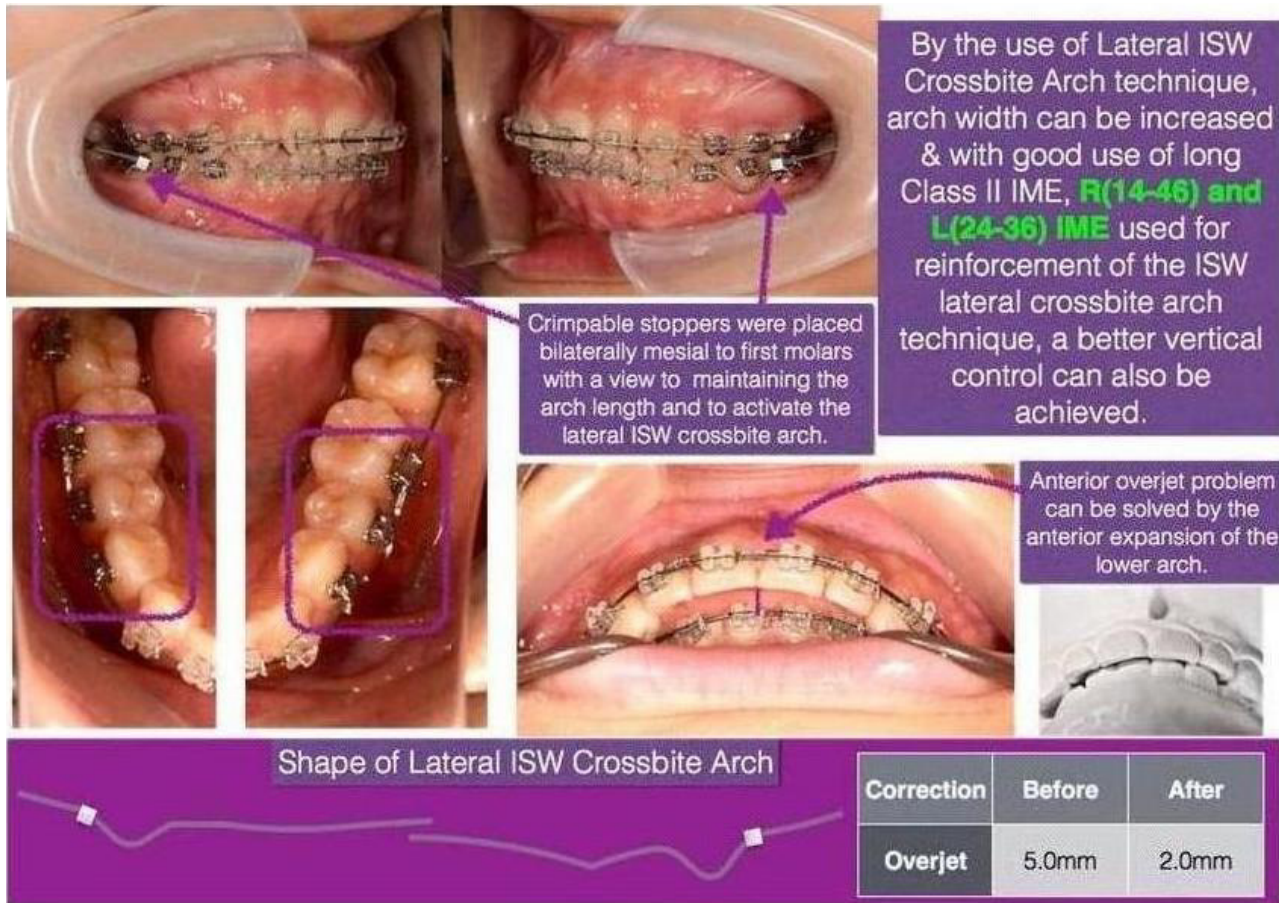 By the use of Lateral ISW
Crossbite Arch technique,
arch width can be increased
& with good use of long
Class II IME, R(14-46) and
L(24-36) IME used for
reinforcement of the ISW
lateral crossbite arch
technique, a better vertical
control can also be
achieved.
Crimpable stoppers were placed
bilaterally mesial to first molars
with a view to maintaining the
arch length and to activate the
lateral ISW crossbite arch.
Anterior overjet problem
can be solved by the
anterior expansion of the
lower arch.
Shape of Lateral ISW Crossbite Arch
Correction Before After
Overjet 5.0mm 2.0mm